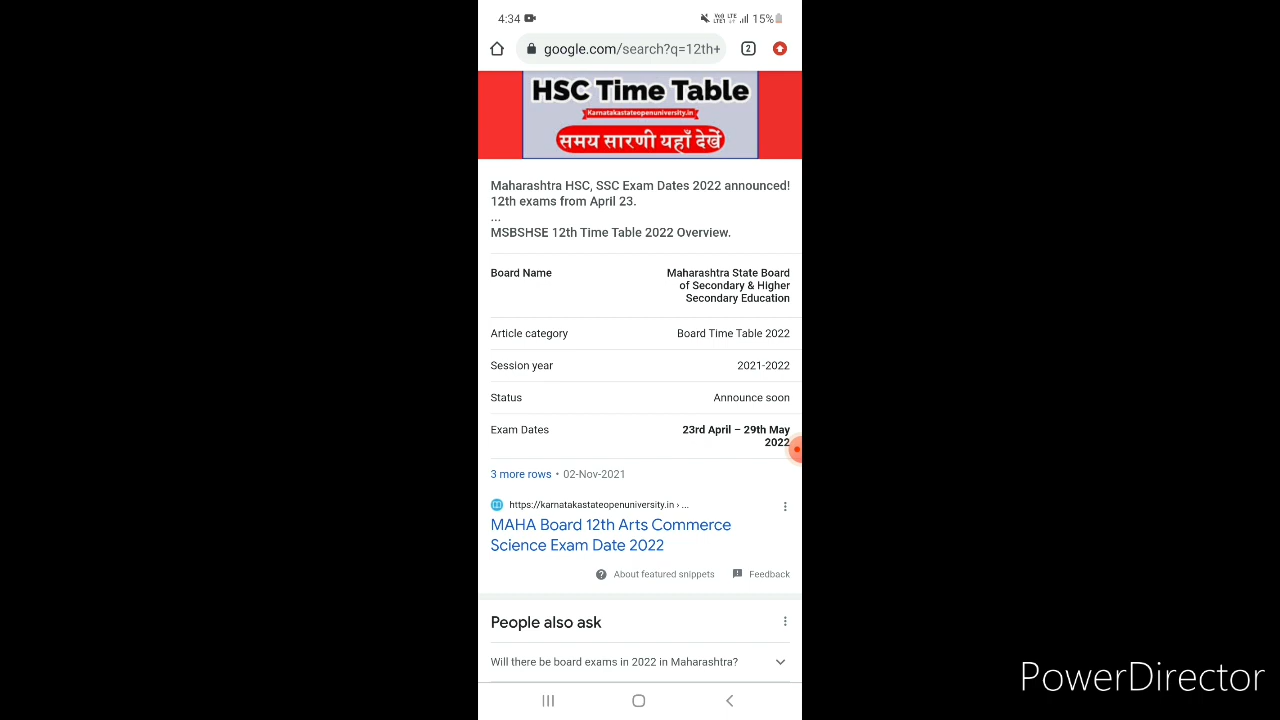 4:34
Vo) LTE
LTE1
15%
google.com/search?q=12th+
2
HSC Time Table
Karnatakastateopenuniversity.in
समय सारणी यहाँ देखें
Maharashtra HSC, SSC Exam Dates 2022 announced!
12th exams from April 23.
...
MSBSHSE 12th Time Table 2022 Overview.
Board Name Maharashtra State Board
of Secondary & Higher
Secondary Education
Article category Board Time Table 2022
Session year 2021-2022
Status Announce soon
Exam Dates 23rd April – 29th May
2022
3 more rows • 02-Nov-2021
https://karnatakastateopenuniversity.in › ...
MAHA Board 12th Arts Commerce
Science Exam Date 2022
About featured snippets Feedback
People also ask
Will there be board exams in 2022 in Maharashtra?
PowerDirector